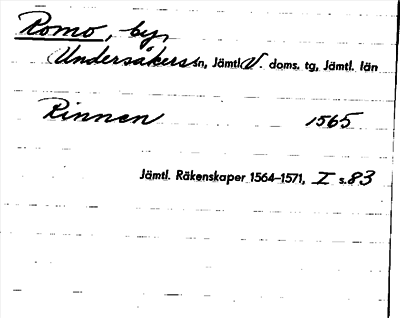 Romo, by,
Undersåkers sn, Jämtl. V. doms. tg, Jämtl. län
Rinnen 1565
Jämtl. Räkenskaper 1564–1571, I s. 83